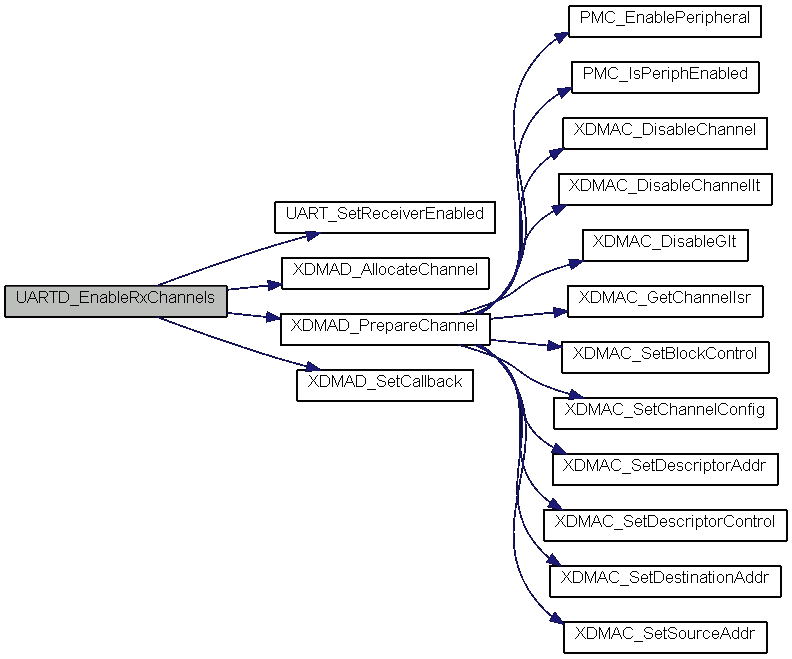 PMC_EnablePeripheral
PMC_IsPeriphEnabled
XDMAC_DisableChannel
XDMAC_DisableChannelIt
UART_SetReceiverEnabled
XDMAC_DisableGIt
XDMAD_AllocateChannel
UARTD_EnableRxChannels
XDMAC_GetChannelIsr
XDMAD_PrepareChannel
XDMAC_SetBlockControl
XDMAD_SetCallback
XDMAC_SetChannelConfig
XDMAC_SetDescriptorAddr
XDMAC_SetDescriptorControl
XDMAC_SetDestinationAddr
XDMAC_SetSourceAddr